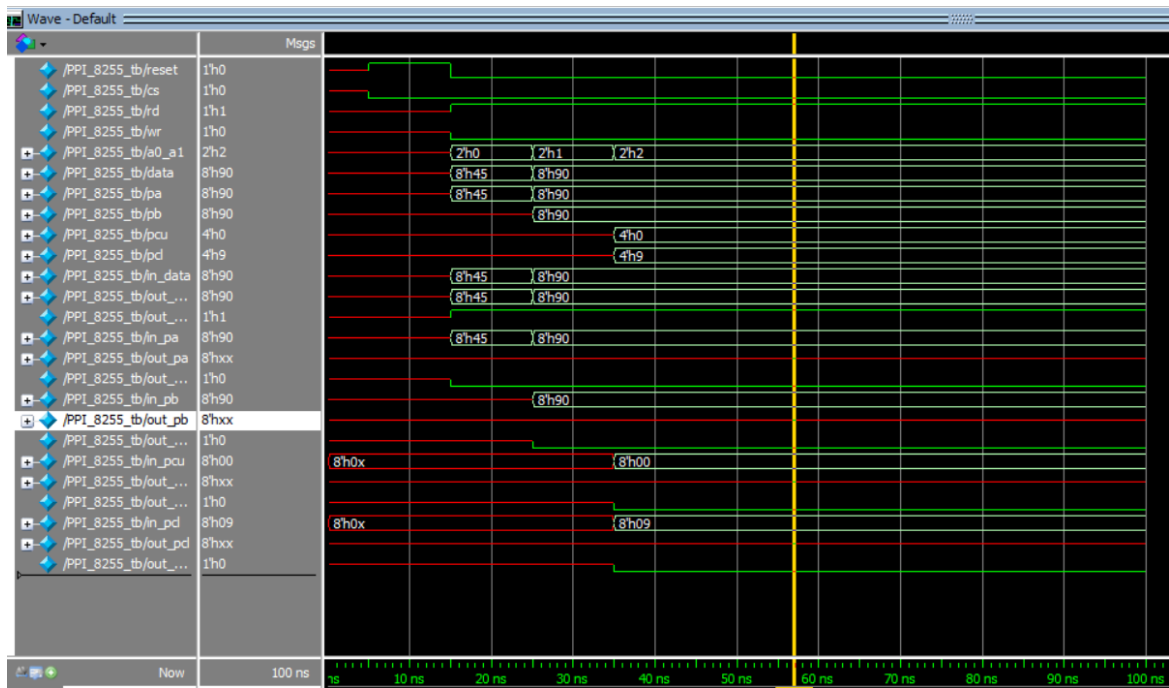 Wave - Default
Msgs
/PPI_8255_tb/reset 1'h0
/PPI_8255_tb/cs 1'h0
/PPI_8255_tb/rd 1'h1
/PPI_8255_tb/wr 1'h0
/PPI_8255_tb/a0_a1 2'h2 2'h0 2'h1 2'h2
/PPI_8255_tb/data 8'h90 8'h45 8'h90
/PPI_8255_tb/pa 8'h90 8'h45 8'h90
/PPI_8255_tb/pb 8'h90 8'h90
/PPI_8255_tb/pcu 4'h0 4'h0
/PPI_8255_tb/pcl 4'h9 4'h9
/PPI_8255_tb/in_data 8'h90 8'h45 8'h90
/PPI_8255_tb/out_... 8'h90 8'h45 8'h90
/PPI_8255_tb/out_... 1'h1
/PPI_8255_tb/in_pa 8'h90 8'h45 8'h90
/PPI_8255_tb/out_pa 8'hxx
/PPI_8255_tb/out_... 1'h0
/PPI_8255_tb/in_pb 8'h90 8'h90
/PPI_8255_tb/out_pb 8'hxx
/PPI_8255_tb/out_... 1'h0
/PPI_8255_tb/in_pcu 8'h00 8'h0x 8'h00
/PPI_8255_tb/out_... 8'hxx
/PPI_8255_tb/out_... 1'h0
/PPI_8255_tb/in_pcl 8'h09 8'h0x 8'h09
/PPI_8255_tb/out_pcl 8'hxx
/PPI_8255_tb/out_... 1'h0
Now 100 ns ns 10 ns 20 ns 30 ns 40 ns 50 ns 60 ns 70 ns 80 ns 90 ns 100 ns